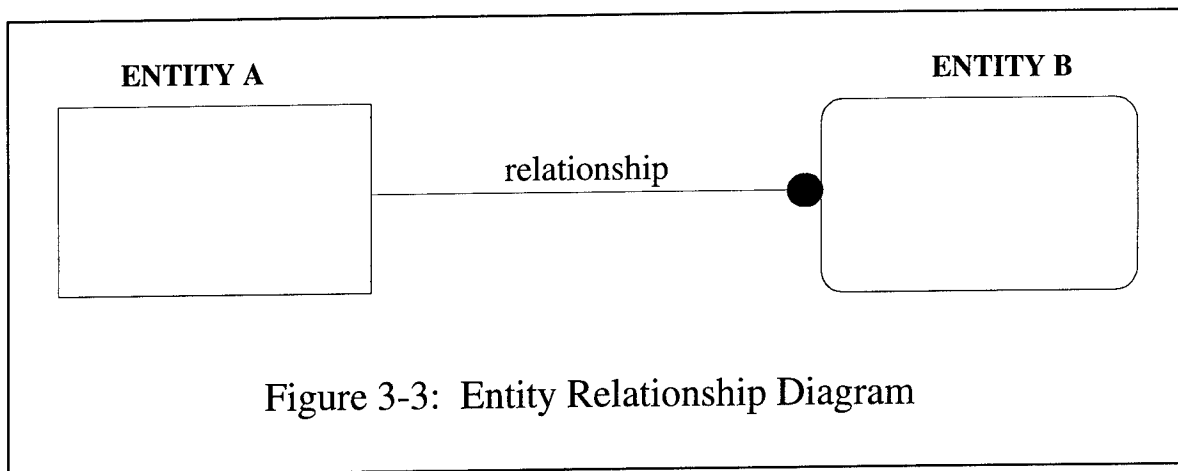 ENTITY A
ENTITY B
relationship
Figure 3-3: Entity Relationship Diagram